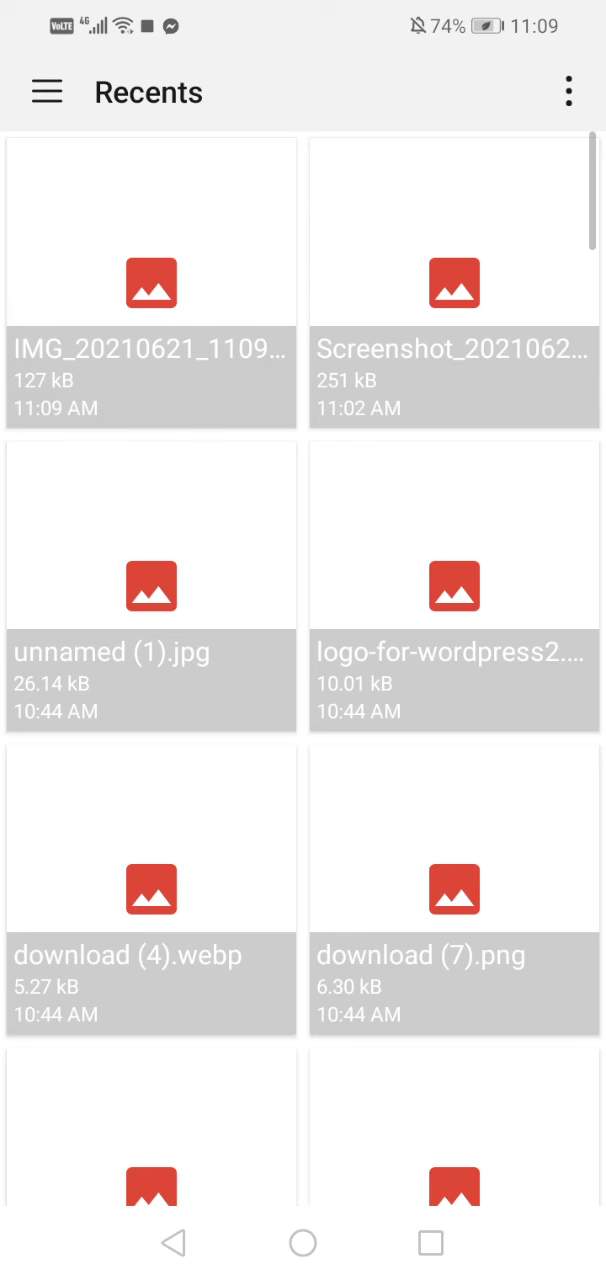 VoLTE 4G 74% 11:09
Recents
IMG_20210621_1109...
127 kB
11:09 AM
Screenshot_2021062...
251 kB
11:02 AM
unnamed (1).jpg
26.14 kB
10:44 AM
logo-for-wordpress2....
10.01 kB
10:44 AM
download (4).webp
5.27 kB
10:44 AM
download (7).png
6.30 kB
10:44 AM